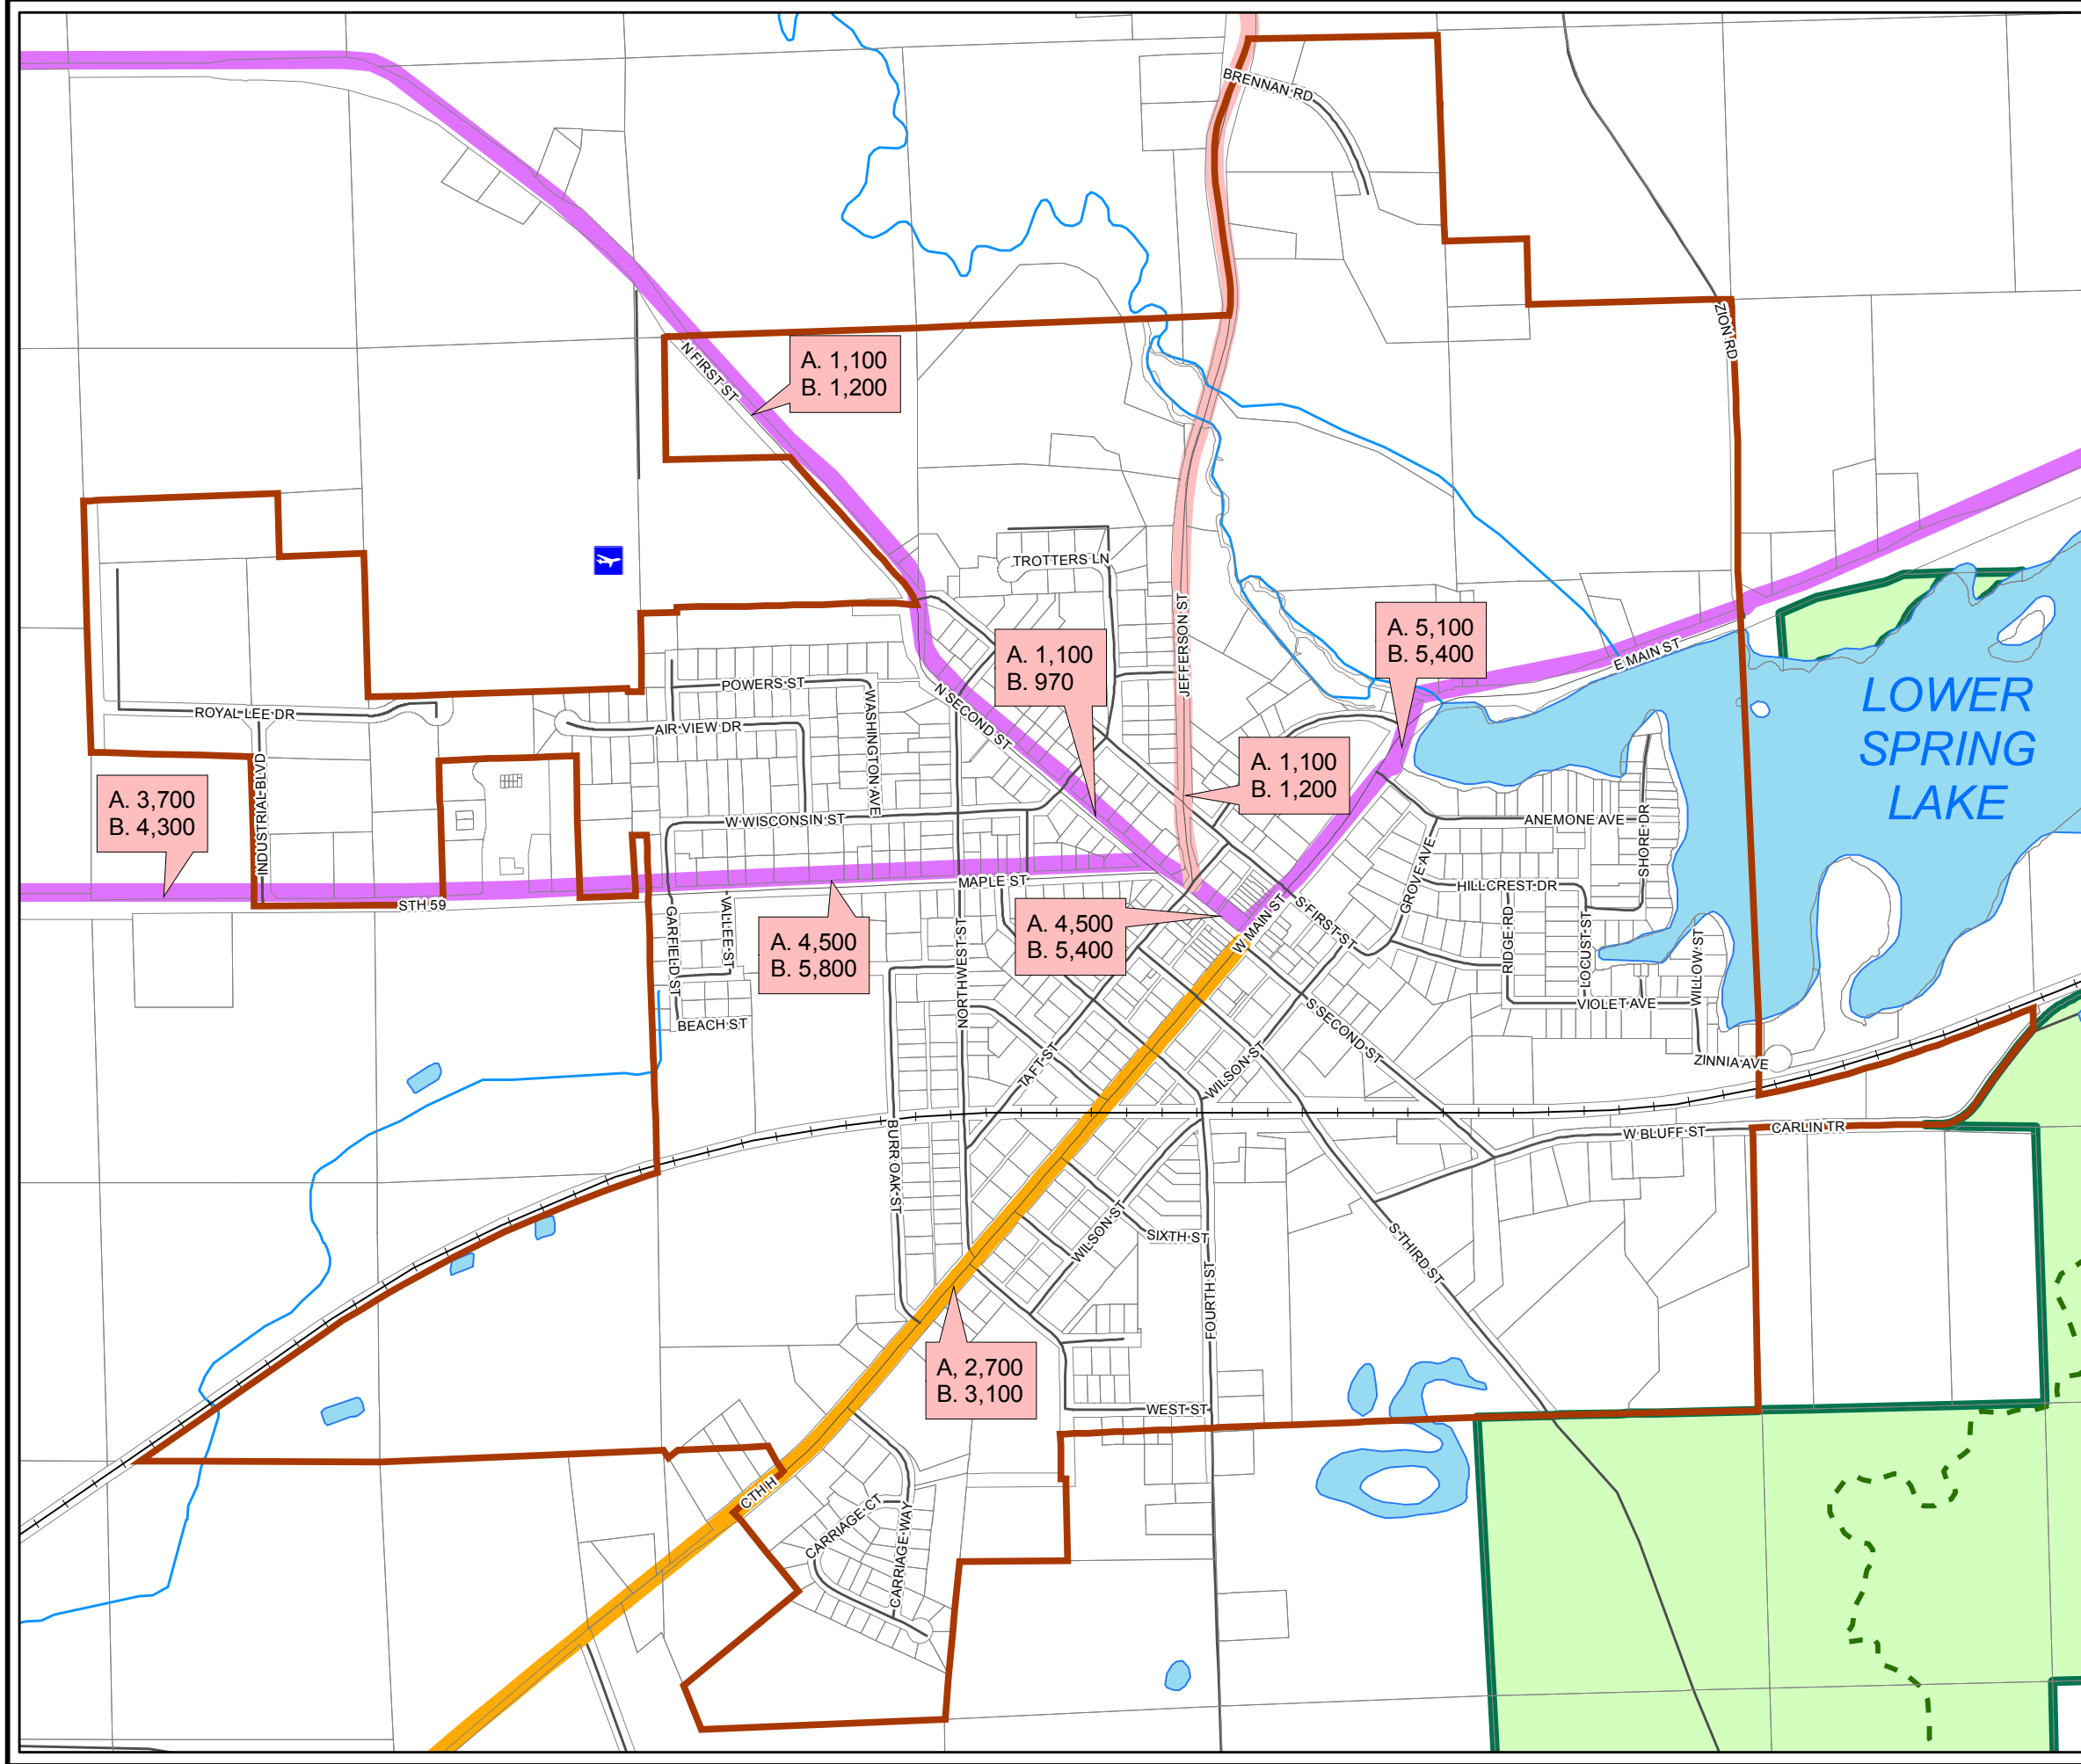 BRENNAN RD
ZION RD
N FIRST ST
A. 1,100
B. 1,200
TROTTERS LN
JEFFERSON ST
A. 5,100
B. 5,400
A. 1,100
B. 970
E MAIN ST
LOWER
SPRING
LAKE
N SECOND ST
POWERS ST
WASHINGTON AVE
AIR VIEW DR
ROYAL LEE DR
INDUSTRIAL BLVD
A. 3,700
B. 4,300
A. 1,100
B. 1,200
W WISCONSIN ST
ANEMONE AVE
SHORE DR
GROVE AVE
HILLCREST DR
MAPLE ST
STH 59
GARFIELD ST
VALLEE ST
A. 4,500
B. 5,800
A. 4,500
B. 5,400
W MAIN ST
S FIRST ST
RIDGE RD
LOCUST ST
WILLOW ST
VIOLET AVE
NORTHWEST ST
BEACH ST
S SECOND ST
ZINNIA AVE
TAFT ST
WILSON ST
BURR OAK ST
W BLUFF ST
CARLIN TR
WILSON ST
SIXTH ST
S THIRD ST
FOURTH ST
A, 2,700
B. 3,100
WEST ST
CTH H
CARRIAGE CT
CARRIAGE WAY